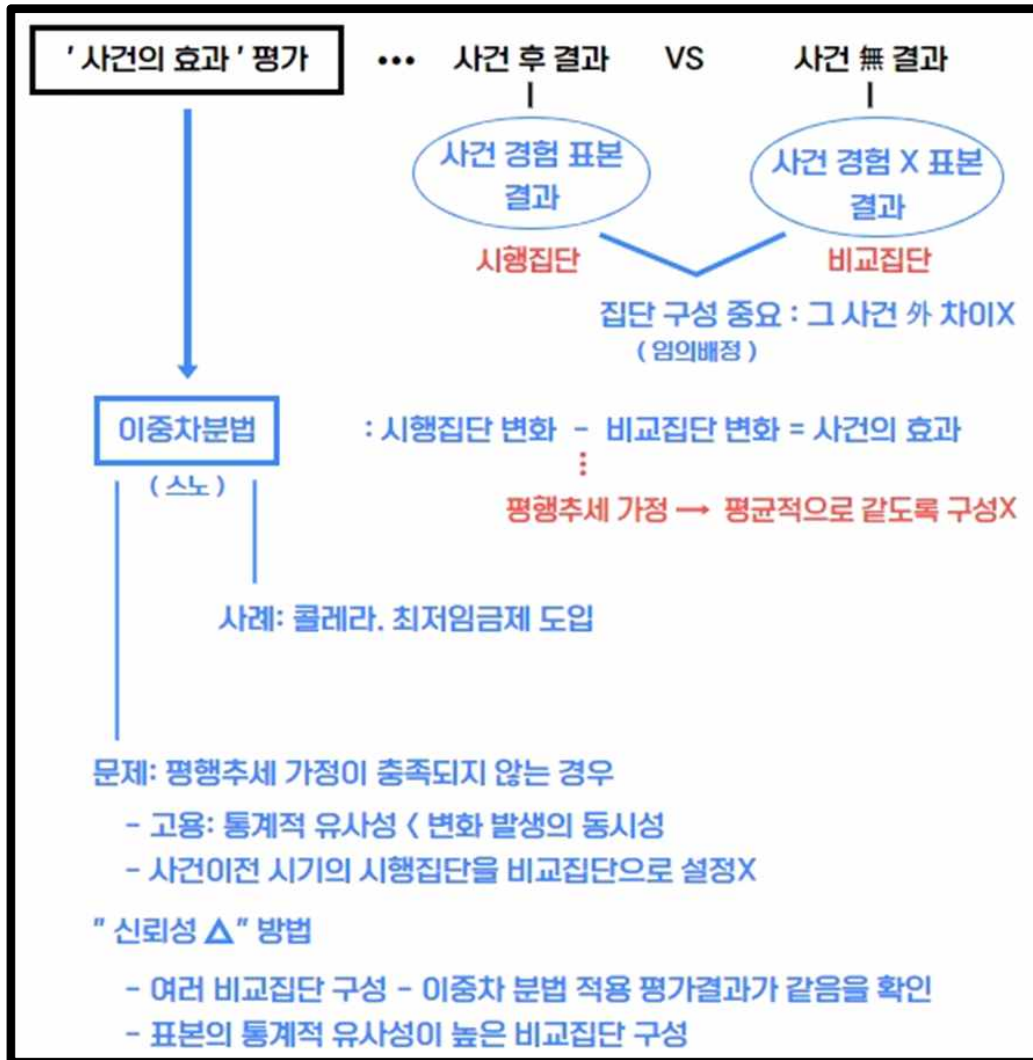 ' 사건의 효과 ' 평가 ••• 사건 후 결과 VS 사건 無 결과
사건 경험 표본 결과
사건 경험 X 표본 결과
시행집단 비교집단
집단 구성 중요 : 그 사건 外 차이X
( 임의배정 )
이중차분법 : 시행집단 변화 - 비교집단 변화 = 사건의 효과
( 스노 )
평행추세 가정 → 평균적으로 같도록 구성X
사례: 콜레라, 최저임금제 도입
문제: 평행추세 가정이 충족되지 않는 경우
- 고용: 통계적 유사성 < 변화 발생의 동시성
- 사건이전 시기의 시행집단을 비교집단으로 설정X
" 신뢰성 △" 방법
- 여러 비교집단 구성 - 이중차 분법 적용 평가결과가 같음을 확인
- 표본의 통계적 유사성이 높은 비교집단 구성